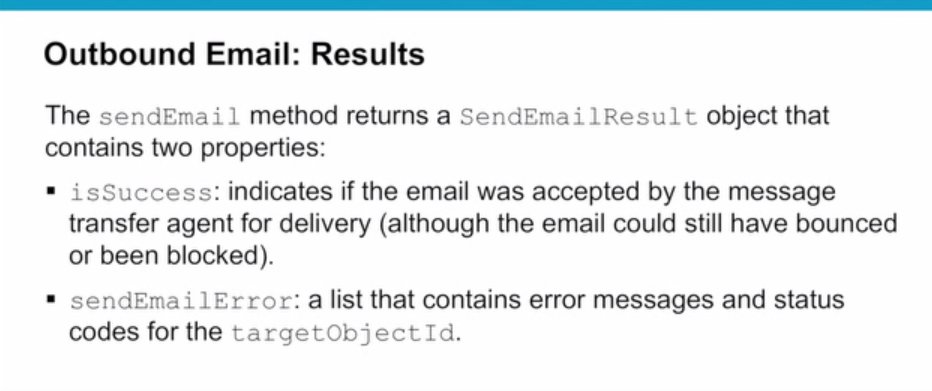 Outbound Email: Results
The sendEmail method returns a SendEmailResult object that
contains two properties:
▪ isSuccess: indicates if the email was accepted by the message
transfer agent for delivery (although the email could still have bounced
or been blocked).
▪ sendEmailError: a list that contains error messages and status
codes for the targetObjectId.